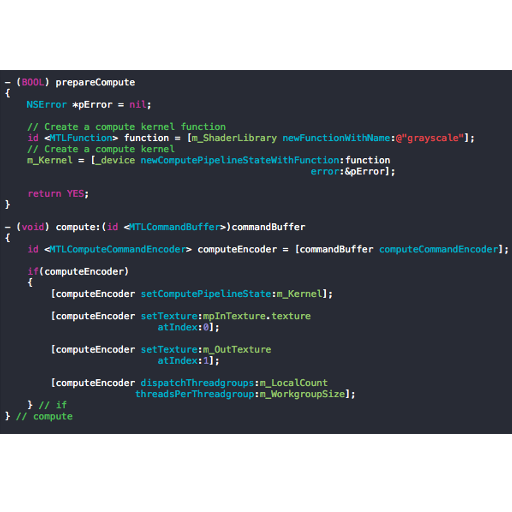 - (BOOL) prepareCompute
{
    NSError *pError = nil;

    // Create a compute kernel function
    id <MTLFunction> function = [m_ShaderLibrary newFunctionWithName:@"grayscale"];
    // Create a compute kernel
    m_Kernel = [_device newComputePipelineStateWithFunction:function
                                                      error:&pError];

    return YES;
}

- (void) compute:(id <MTLCommandBuffer>)commandBuffer
{
    id <MTLComputeCommandEncoder> computeEncoder = [commandBuffer computeCommandEncoder];

    if(computeEncoder)
    {
        [computeEncoder setComputePipelineState:m_Kernel];

        [computeEncoder setTexture:mpInTexture.texture
                           atIndex:0];

        [computeEncoder setTexture:m_OutTexture
                           atIndex:1];

        [computeEncoder dispatchThreadgroups:m_LocalCount
                       threadsPerThreadgroup:m_WorkgroupSize];
    } // if
} // compute